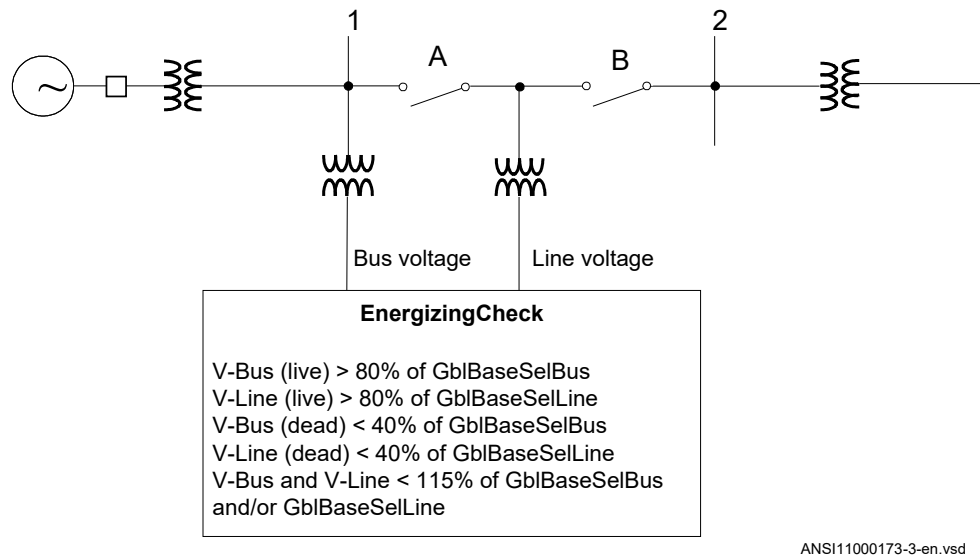 1
2
A
B
~
Bus voltage
Line voltage
EnergizingCheck
V-Bus (live) > 80% of GblBaseSelBus
V-Line (live) > 80% of GblBaseSelLine
V-Bus (dead) < 40% of GblBaseSelBus
V-Line (dead) < 40% of GblBaseSelLine
V-Bus and V-Line < 115% of GblBaseSelBus
and/or GblBaseSelLine
ANSI11000173-3-en.vsd